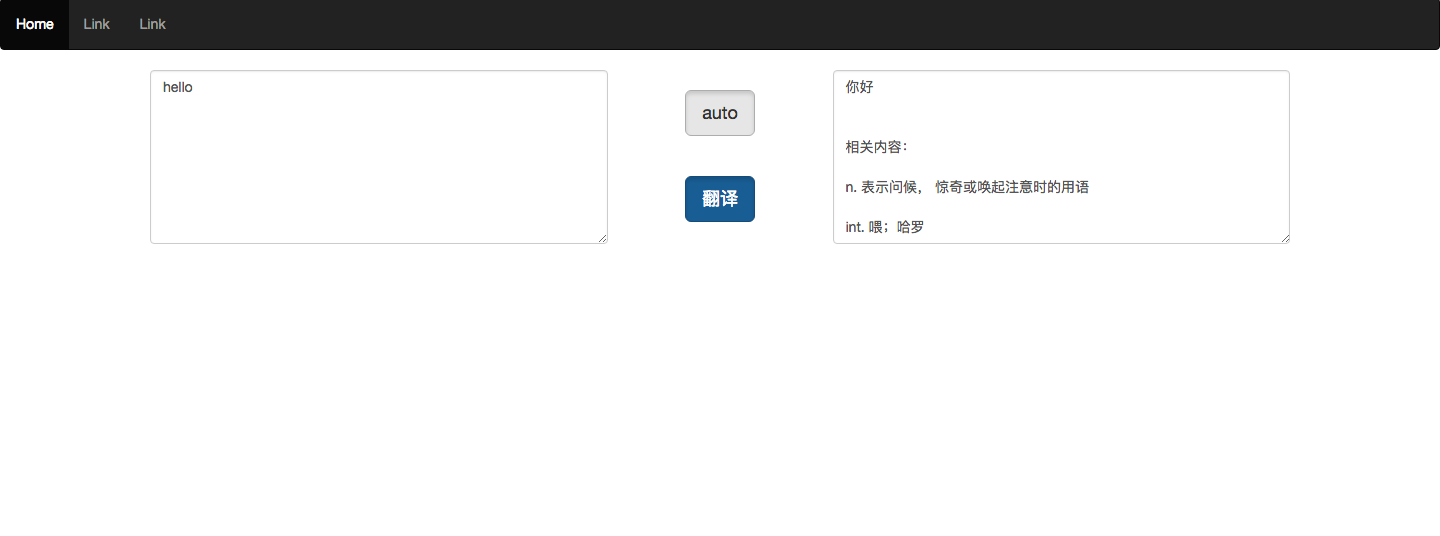 Home Link Link
hello
auto
翻译
你好
相关内容：
n. 表示问候， 惊奇或唤起注意时的用语
int. 喂；哈罗